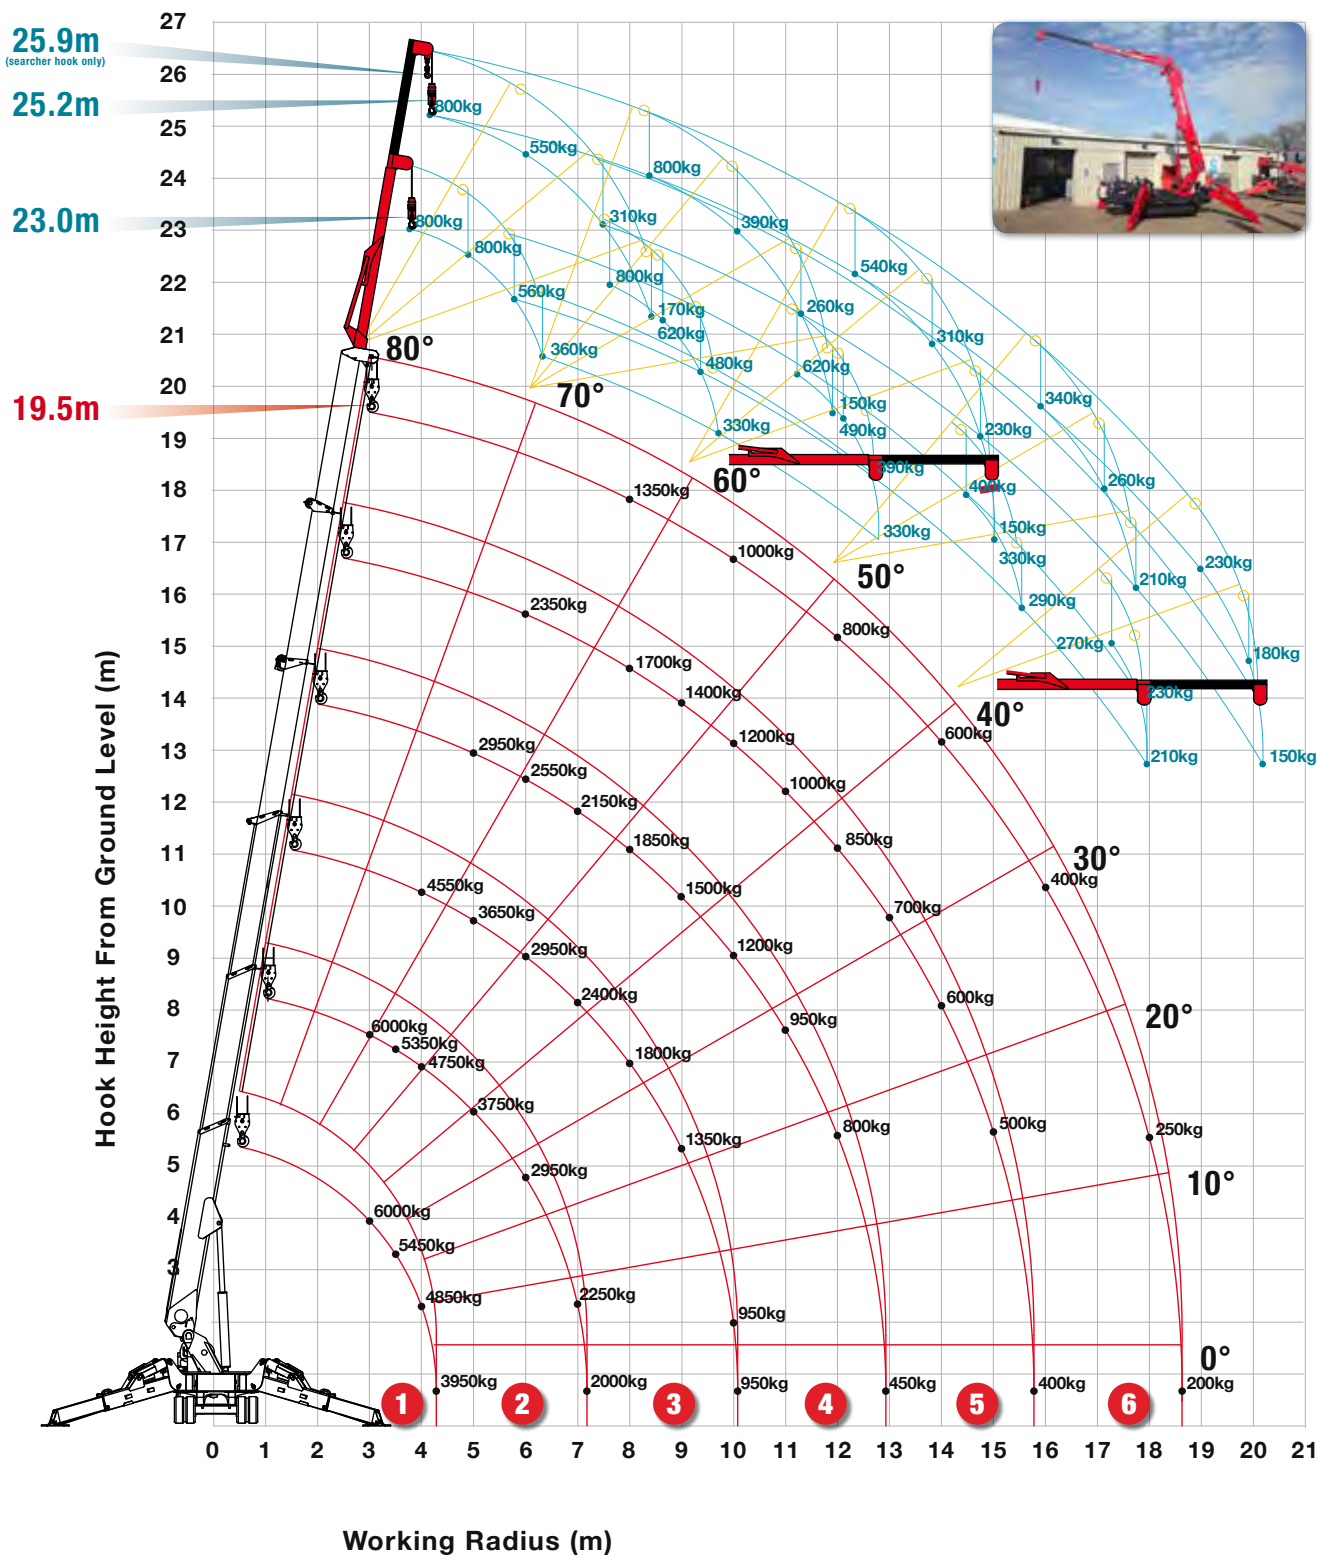 27
25.9m
(searcher hook only)
26
25.2m
800kg
25
550kg
800kg
24
23.0m
800kg
310kg
390kg
23
800kg
540kg
22
560kg
800kg
170kg
260kg
620kg
310kg
21
80°
360kg
480kg
620kg
340kg
20
70°
150kg
19.5m
330kg
490kg
230kg
19
60°
390kg
260kg
18
1350kg
400kg
330kg
150kg
17
1000kg
330kg
230kg
50°
210kg
16
2350kg
290kg
800kg
270kg
180kg
15
1700kg
1400kg
230kg
14
40°
600kg
2950kg
1200kg
210kg
150kg
13
2550kg
1000kg
12
2150kg
850kg
1850kg
30°
11
4550kg
1500kg
400kg
10
3650kg
700kg
2950kg
1200kg
9
2400kg
600kg
20°
8
6000kg
950kg
5350kg
4750kg
1800kg
7
3750kg
500kg
250kg
6
1350kg
800kg
2950kg
10°
5
6000kg
4
5450kg
3
4850kg
2250kg
950kg
0°
3950kg
2000kg
950kg
450kg
400kg
200kg
1
2
3
4
5
6
0 1 2 3 4 5 6 7 8 9 10 11 12 13 14 15 16 17 18 19 20 21
Hook Height From Ground Level (m)
Working Radius (m)